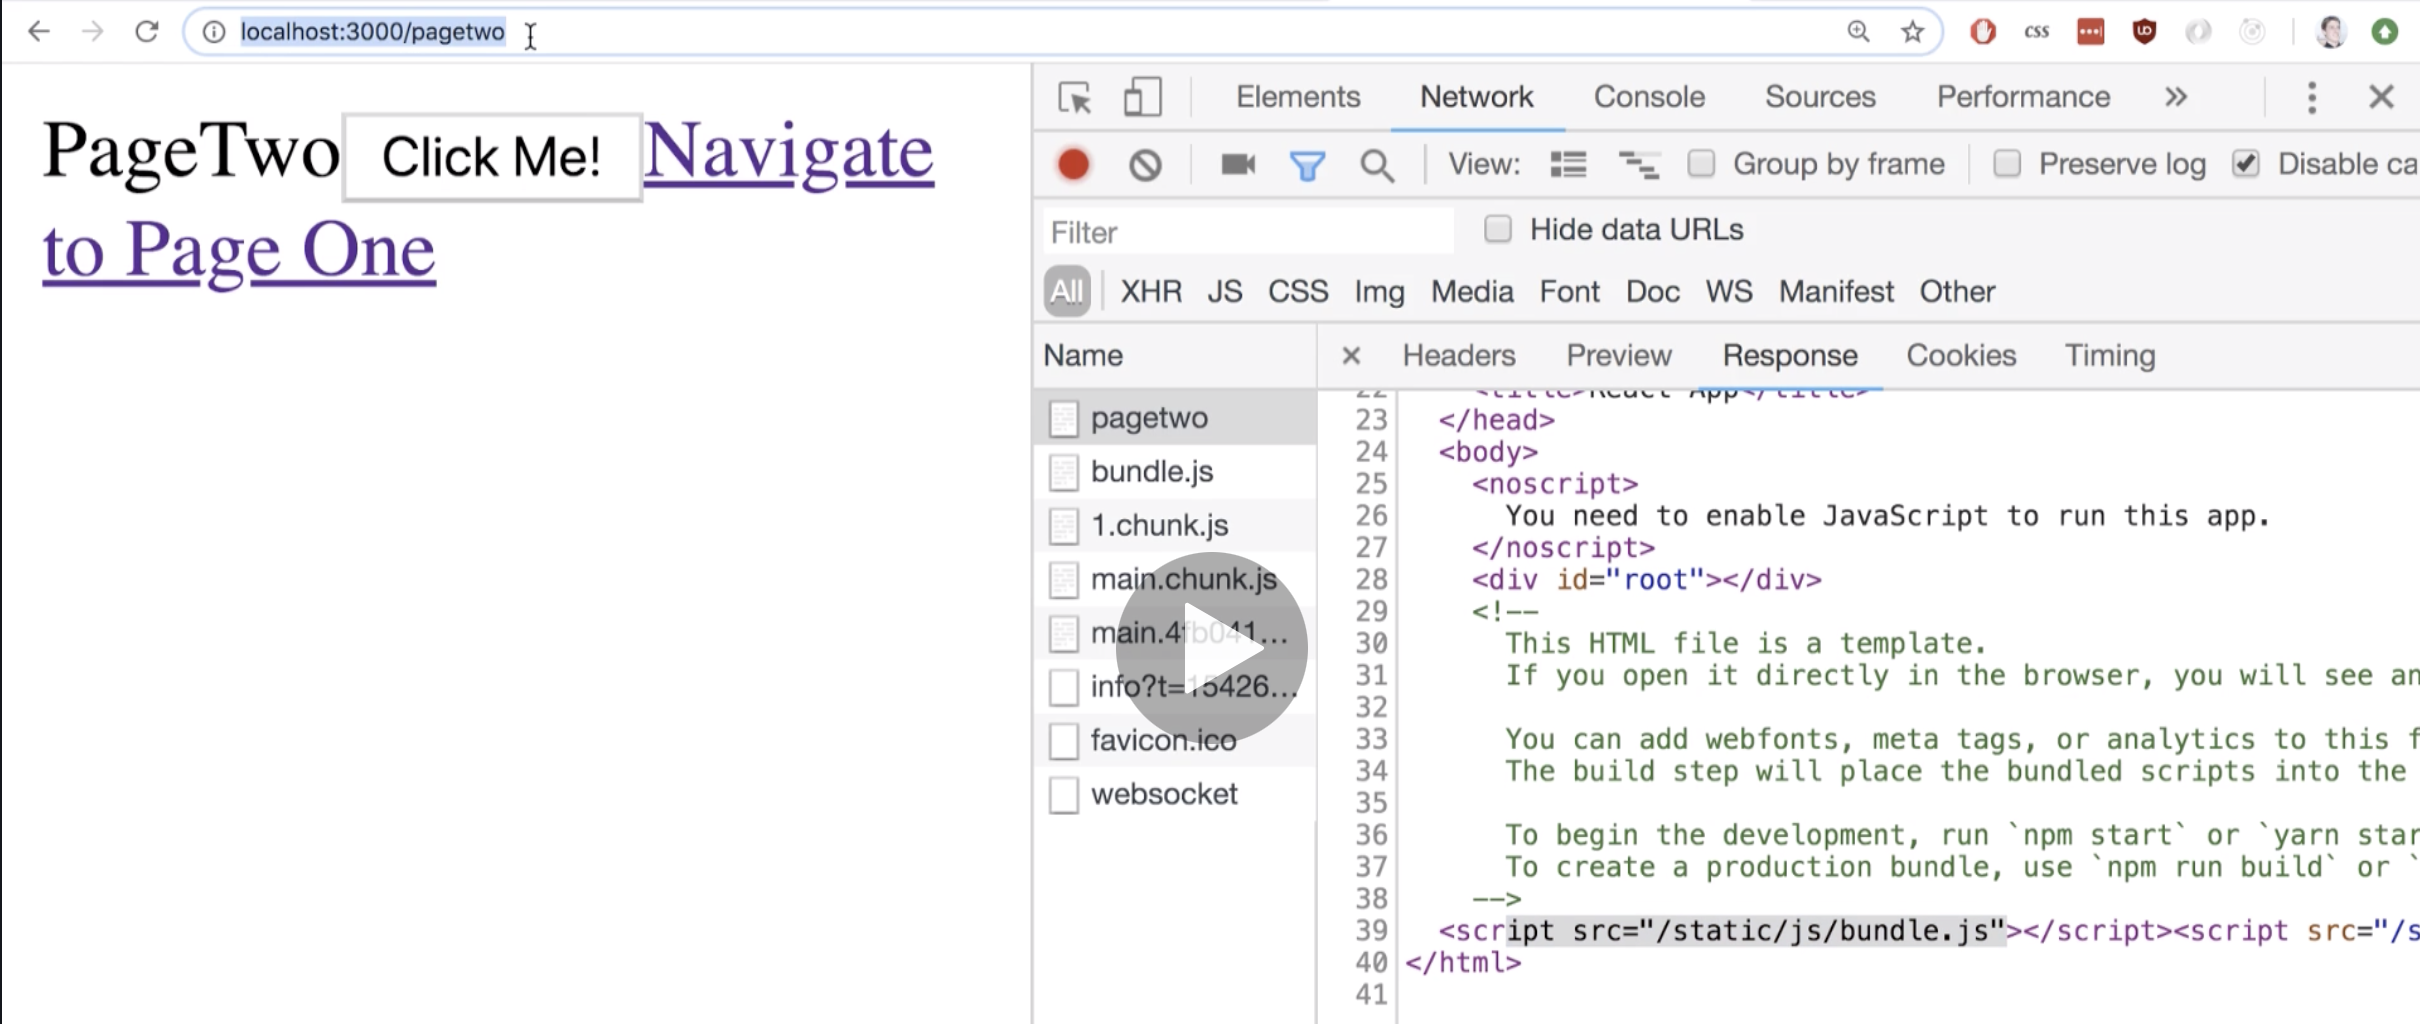 localhost:3000/pagetwo
css
PageTwo Click Me! Navigate
to Page One
Elements Network Console Sources Performance »
View: Group by frame Preserve log Disable ca
Filter Hide data URLs
All XHR JS CSS Img Media Font Doc WS Manifest Other
Name
Headers Preview Response Cookies Timing
pagetwo
bundle.js
1.chunk.js
main.chunk.js
main.4fb041...
info?t=15426...
favicon.ico
websocket
22 <title>React App</title>
23 </head>
24 <body>
25 <noscript>
26 You need to enable JavaScript to run this app.
27 </noscript>
28 <div id="root"></div>
29 <!--
30 This HTML file is a template.
31 If you open it directly in the browser, you will see an
32
33 You can add webfonts, meta tags, or analytics to this f
34 The build step will place the bundled scripts into the
35
36 To begin the development, run `npm start` or `yarn star
37 To create a production bundle, use `npm run build` or `
38 -->
39 <script src="/static/js/bundle.js"></script><script src="/s
40 </html>
41